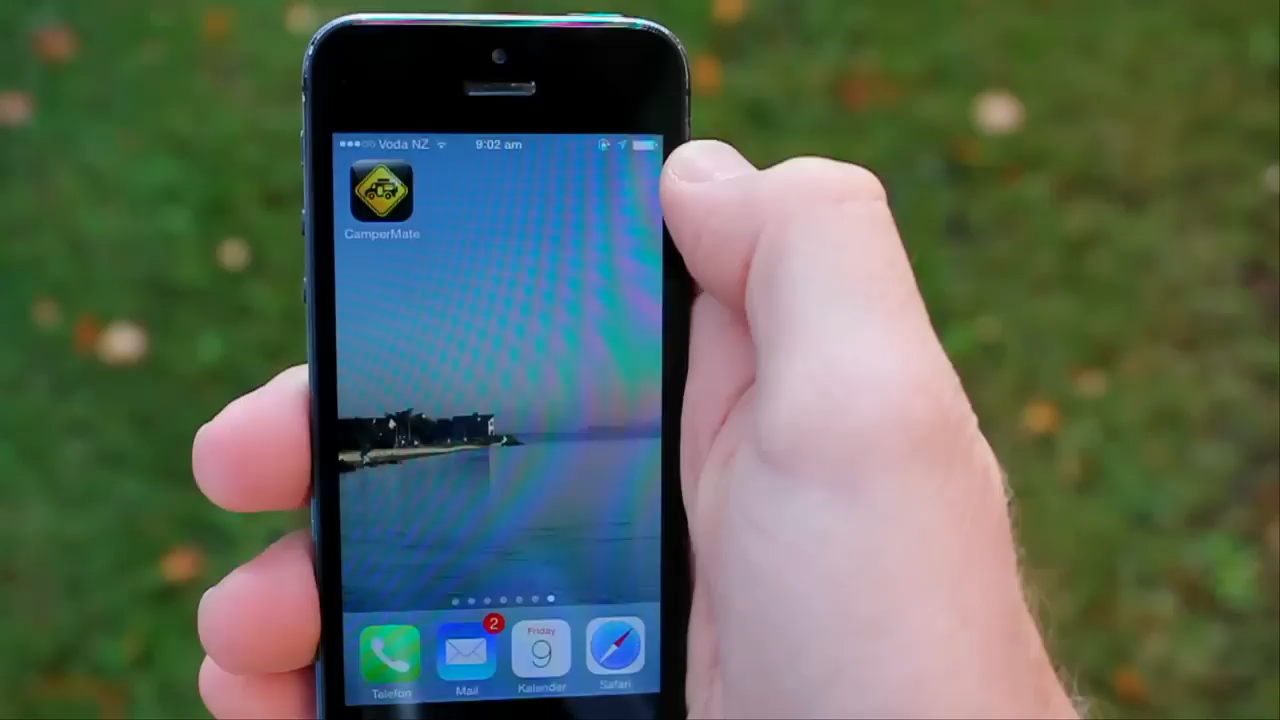 Voda NZ 9:02 am
CamperMate
2
Friday
9
Telefon Mail Kalender Safari